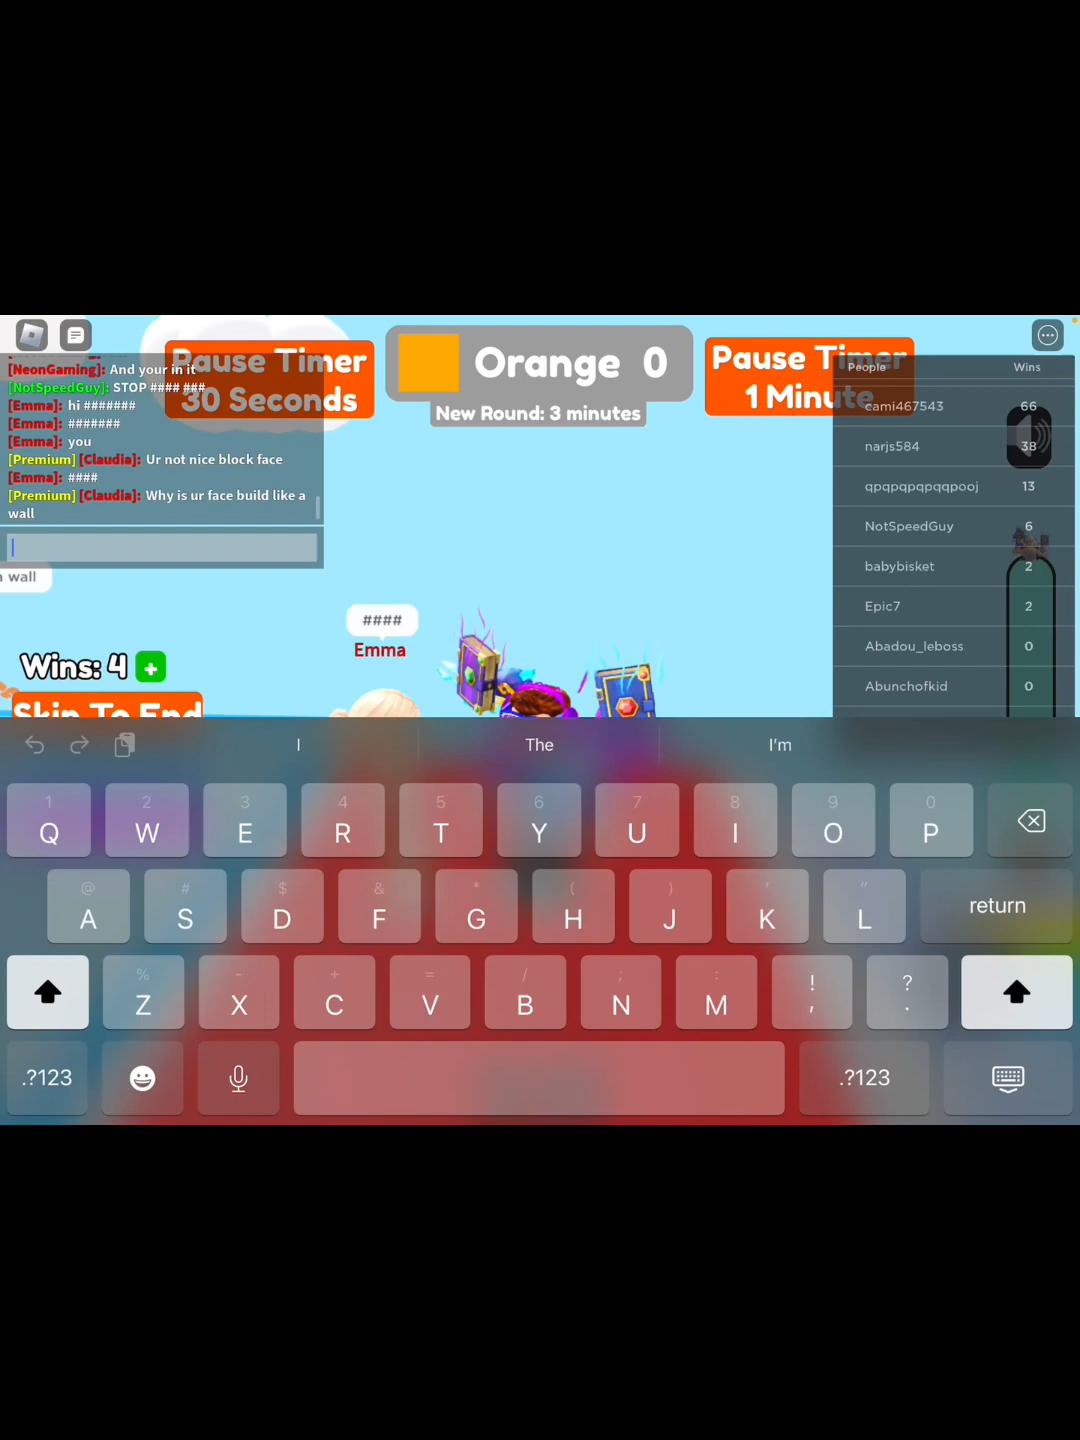 [NeonGaming]: And your in it
[NotSpeedGuy]: STOP #### ###
[Emma]: hi #######
[Emma]: #######
[Emma]: you
[Premium] [Claudia]: Ur not nice block face
[Emma]: ####
[Premium] [Claudia]: Why is ur face build like a
wall
wall
Pause Timer
30 Seconds
Orange 0
New Round: 3 minutes
Pause Timer
1 Minute
People Wins
cami467543 66
narjs584 38
qpqpqpqpqqpooj 13
NotSpeedGuy 6
babybisket 2
Epic7 2
Abadou_leboss 0
Abunchofkid 0
####
Emma
Wins: 4 +
Skip To End
I The I'm
1 2 3 4 5 6 7 8 9 0
Q W E R T Y U I O P
@ # $ & * ( ) ' "
A S D F G H J K L return
% - + = / ; : ! ?
Z X C V B N M , .
.?123 .?123